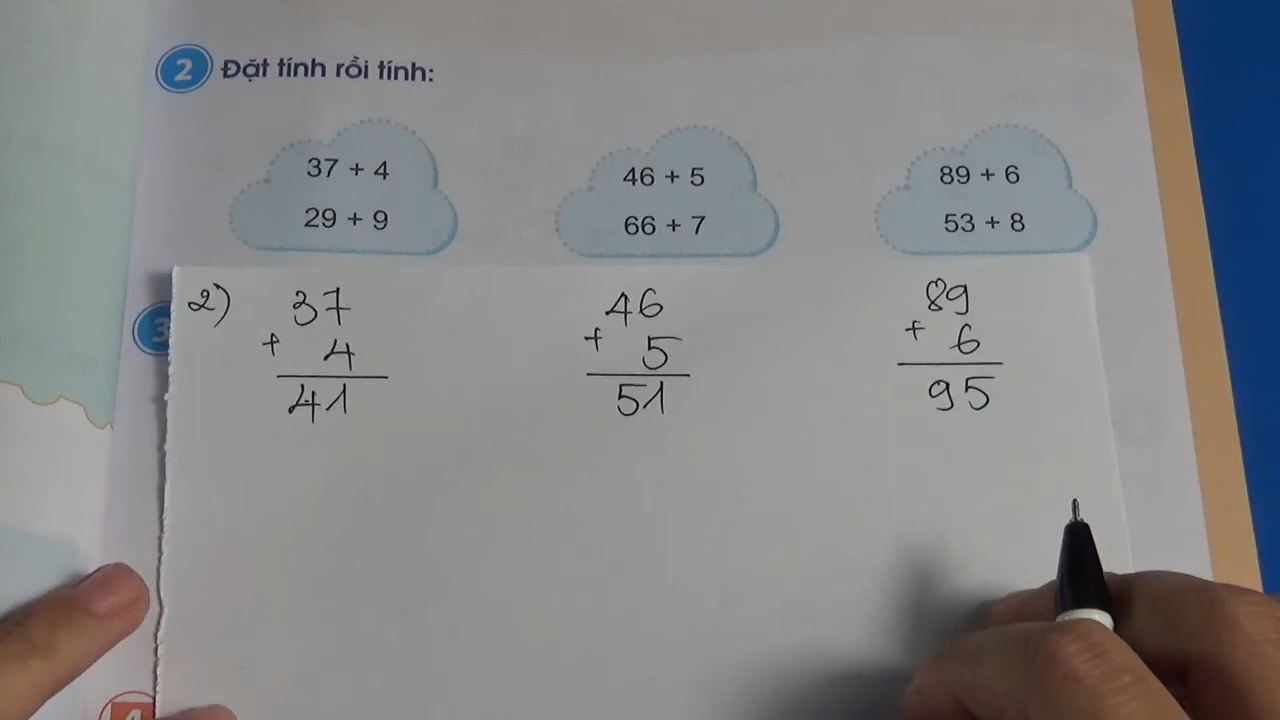 2 Đặt tính rồi tính:
37 + 4
29 + 9
46 + 5
66 + 7
89 + 6
53 + 8
3
2)
37
+ 4
41
46
+ 5
51
89
+ 6
95